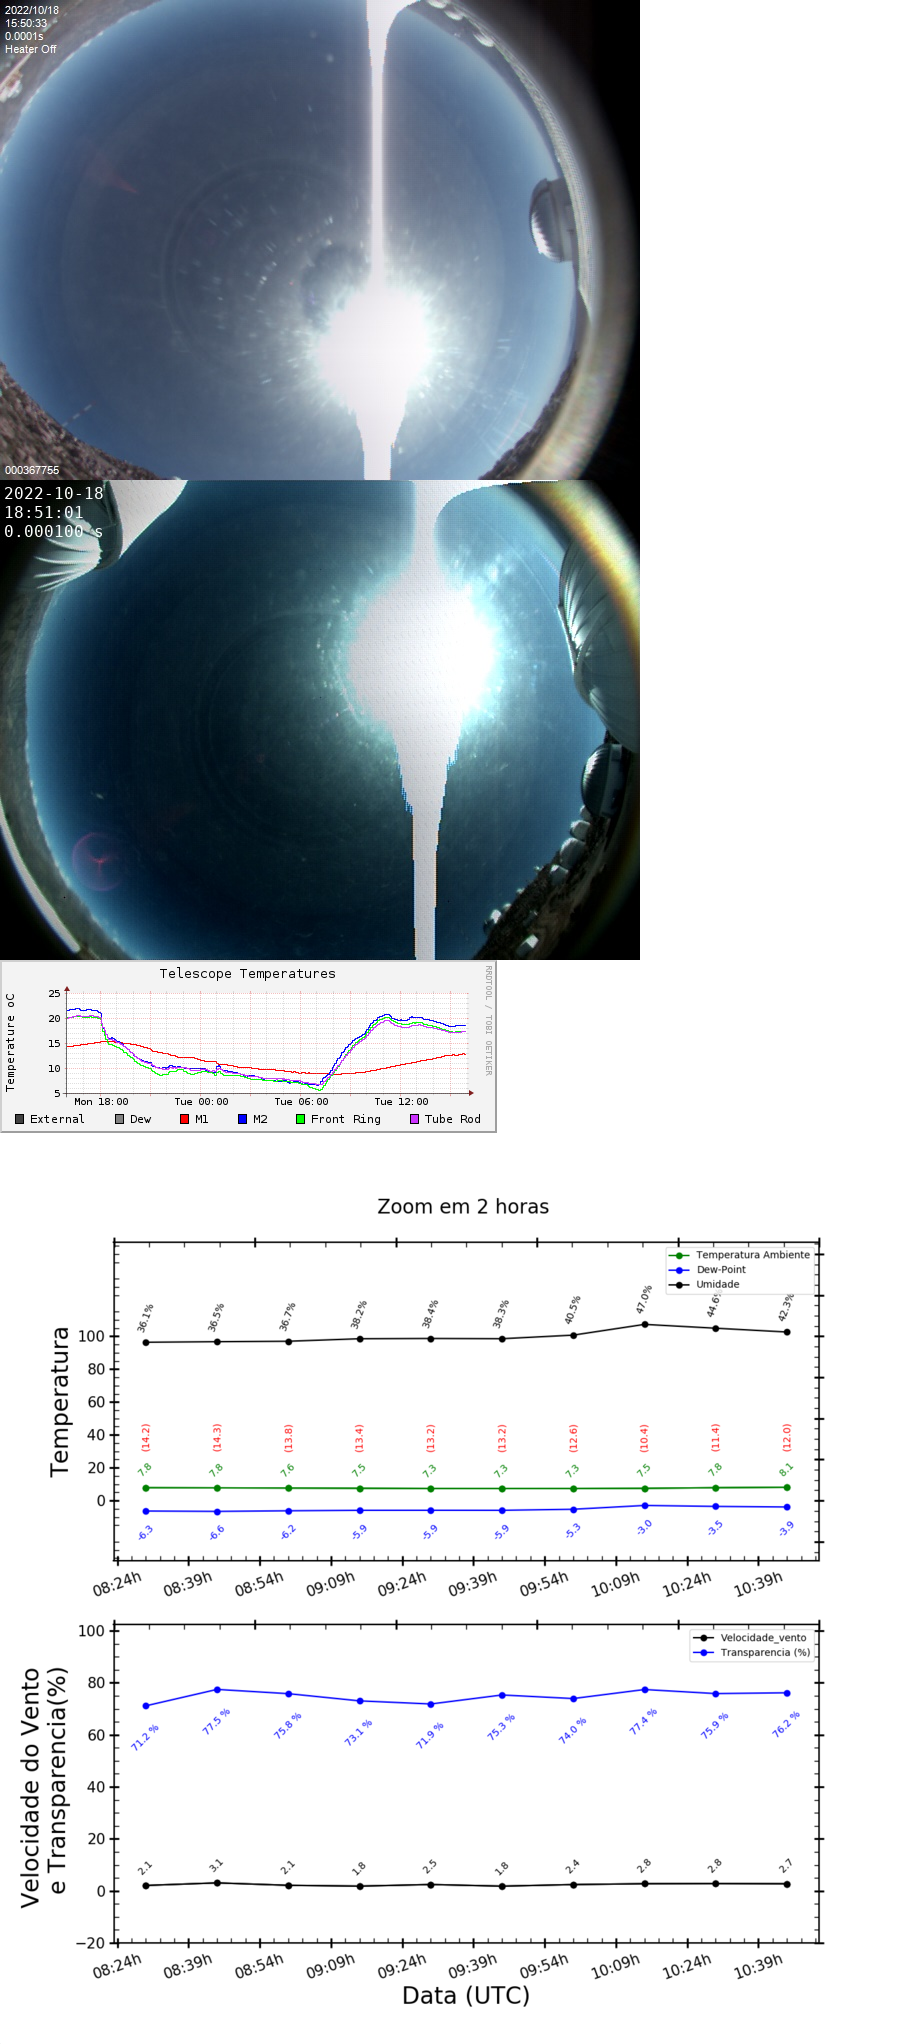 2022/10/18
15:50:33
0.0001s
Heater Off
000367755
2022-10-18
18:51:01
0.000100 s
Telescope Temperatures
RRDTOOL / TOBI OETIKER
Temperature oC
25
20
15
10
5
Mon 18:00 Tue 00:00 Tue 06:00 Tue 12:00
External Dew M1 M2 Front Ring Tube Rod
Zoom em 2 horas
Temperatura Ambiente
Dew-Point
Umidade
36.1% 36.5% 36.7% 38.2% 38.4% 38.3% 40.5% 47.0% 44.6% 42.3%
Temperatura
100
80
60
40
20
0
(14.2) (14.3) (13.8) (13.4) (13.2) (13.2) (12.6) (10.4) (11.4) (12.0)
7.8 7.8 7.6 7.5 7.3 7.3 7.3 7.5 7.8 8.1
-6.3 -6.6 -6.2 -5.9 -5.9 -5.9 -5.3 -3.0 -3.5 -3.9
08:24h 08:39h 08:54h 09:09h 09:24h 09:39h 09:54h 10:09h 10:24h 10:39h
Velocidade_vento
Transparencia (%)
Velocidade do Vento
e Transparencia(%)
100
80
60
40
20
0
−20
71.2 % 77.5 % 75.8 % 73.1 % 71.9 % 75.3 % 74.0 % 77.4 % 75.9 % 76.2 %
2.1 3.1 2.1 1.8 2.5 1.8 2.4 2.8 2.8 2.7
08:24h 08:39h 08:54h 09:09h 09:24h 09:39h 09:54h 10:09h 10:24h 10:39h
Data (UTC)